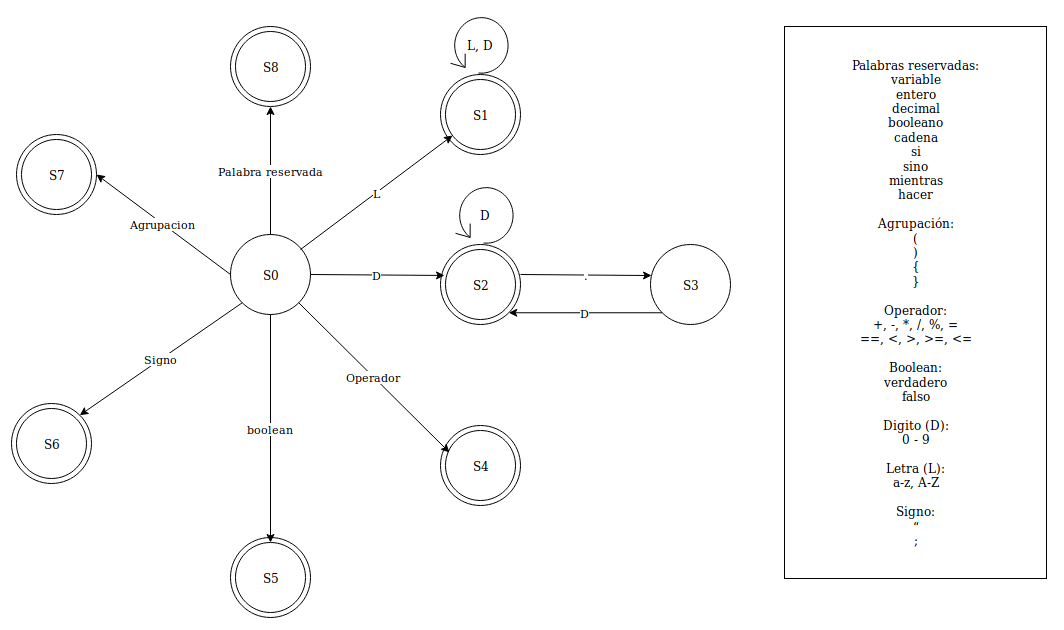 S8
L, D
S1
S7
Palabra reservada
L
Agrupacion
D
S0
D
S2
.
S3
D
Signo
Operador
boolean
S6
S4
S5
Palabras reservadas:
variable
entero
decimal
booleano
cadena
si
sino
mientras
hacer
Agrupación:
(
)
{
}
Operador:
+, -, *, /, %, =
==, <, >, >=, <=
Boolean:
verdadero
falso
Digito (D):
0 - 9
Letra (L):
a-z, A-Z
Signo:
“
;